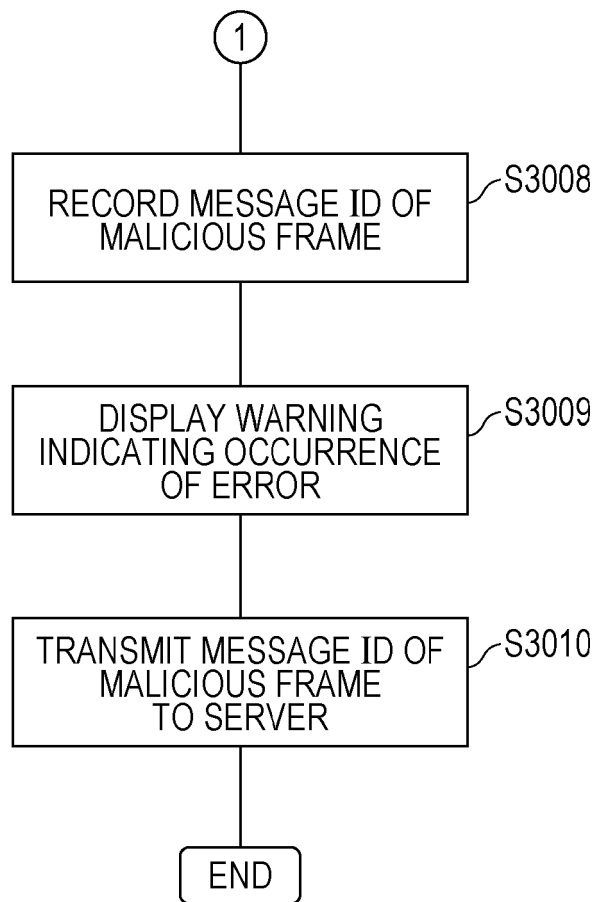 1
RECORD MESSAGE ID OF
MALICIOUS FRAME
S3008
DISPLAY WARNING
INDICATING OCCURRENCE
OF ERROR
S3009
TRANSMIT MESSAGE ID OF
MALICIOUS FRAME
TO SERVER
S3010
END